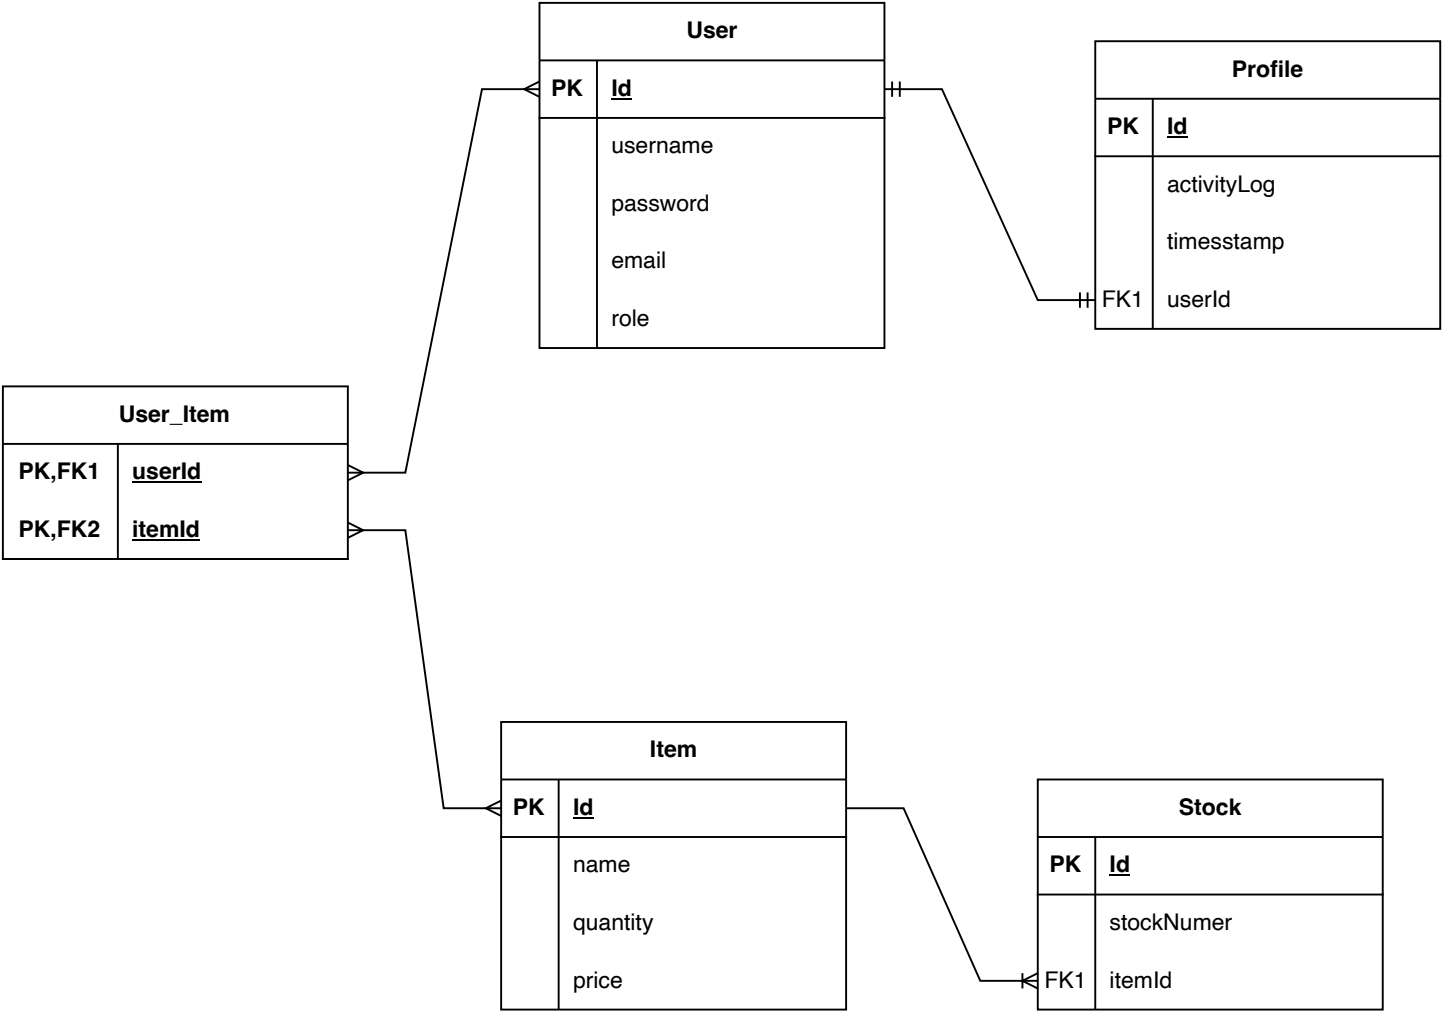 User
PK Id
username
password
email
role
Profile
PK Id
activityLog
timesstamp
FK1 userId
User_Item
PK,FK1 userId
PK,FK2 itemId
Item
PK Id
name
quantity
price
Stock
PK Id
stockNumer
FK1 itemId